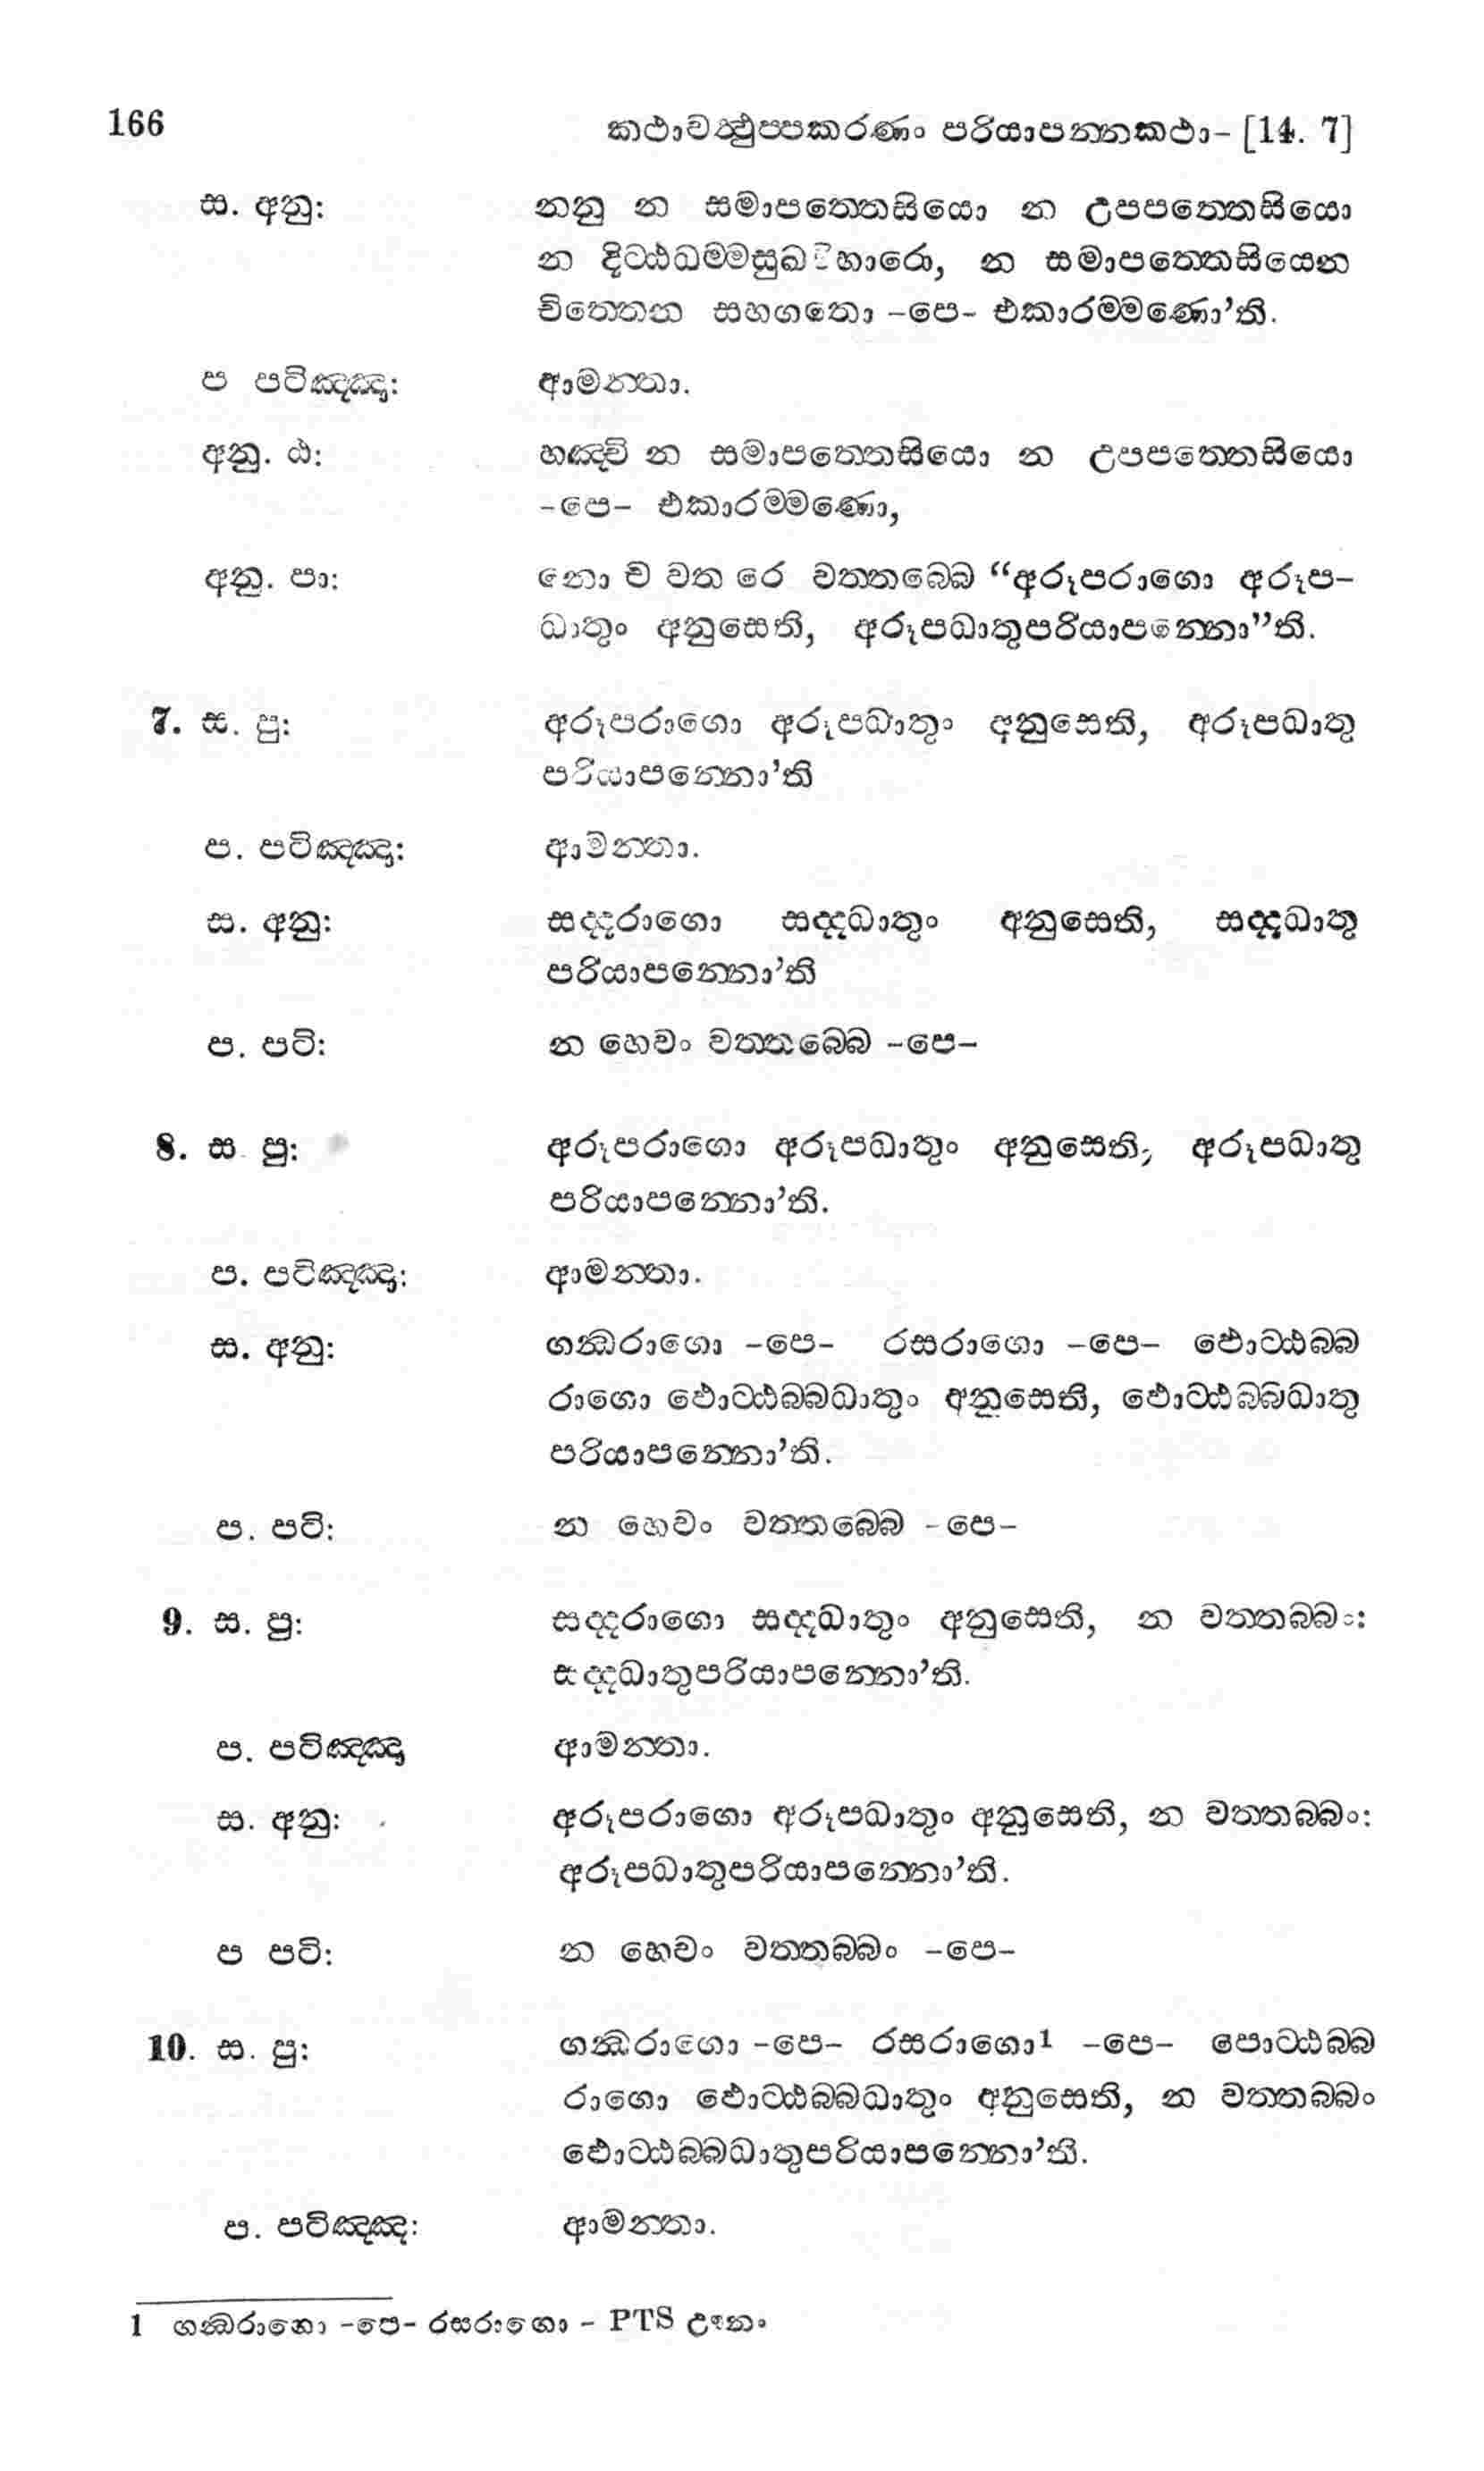 166 කථාවත්‍ථුප්පකරණං පරියාපන්නකථා– [14. 7]
ස. අනු: නනු න සමාපත්තෙසියො න උපපත්තෙසියො
න දිට්ඨධම්මසුඛවිහාරො, න සමාපත්තෙසියෙන
චිත්තෙන සහගතො –පෙ– එකාරම්මණො’ති.
ප පටිඤ්ඤා: ආමන්තා.
අනු. ඨ: හඤ්චි න සමාපත්තෙසියො න උපපත්තෙසියො
–පෙ– එකාරම්මණො,
අනු. පා: නො ච වත රෙ වත්තබ්බෙ “අරූපරාගො අරූප–
ධාතුං අනුසෙති, අරූපධාතුපරියාපන්නො”ති.
7. ස. පු: අරූපරාගො අරූපධාතුං අනුසෙති, අරූපධාතු
පරියාපන්නො’ති
ප. පටිඤ්ඤා: ආමන්තා.
ස. අනු: සද්දරාගො සද්දධාතුං අනුසෙති, සද්දධාතු
පරියාපන්නො’ති
ප. පටි: න හෙවං වත්තබ්බෙ –පෙ–
8. ස. පු: අරූපරාගො අරූපධාතුං අනුසෙති, අරූපධාතු
පරියාපන්නො’ති.
ප. පටිඤ්ඤා: ආමන්තා.
ස. අනු: ගන්ධරාගො –පෙ– රසරාගො –පෙ– ඵොට්ඨබ්බ
රාගො ඵොට්ඨබ්බධාතුං අනුසෙති, ඵොට්ඨබ්බධාතු
පරියාපන්නො’ති.
ප. පටි: න හෙවං වත්තබ්බෙ –පෙ–
9. ස. පු: සද්දරාගො සද්දධාතුං අනුසෙති, න වත්තබ්බං:
සද්දධාතුපරියාපන්නො’ති.
ප. පටිඤ්ඤා ආමන්තා.
ස. අනු: අරූපරාගො අරූපධාතුං අනුසෙති, න වත්තබ්බං:
අරූපධාතුපරියාපන්නො’ති.
ප පටි: න හෙවං වත්තබ්බං –පෙ–
10. ස. පු: ගන්ධරාගො –පෙ– රසරාගො1 –පෙ– පොට්ඨබ්බ
රාගො ඵොට්ඨබ්බධාතුං අනුසෙති, න වත්තබ්බං
ඵොට්ඨබ්බධාතුපරියාපන්නො’ති.
ප. පටිඤ්ඤ: ආමන්තා.
1 ගන්ධරාගො –පෙ– රසරාගො – PTS ඌනං